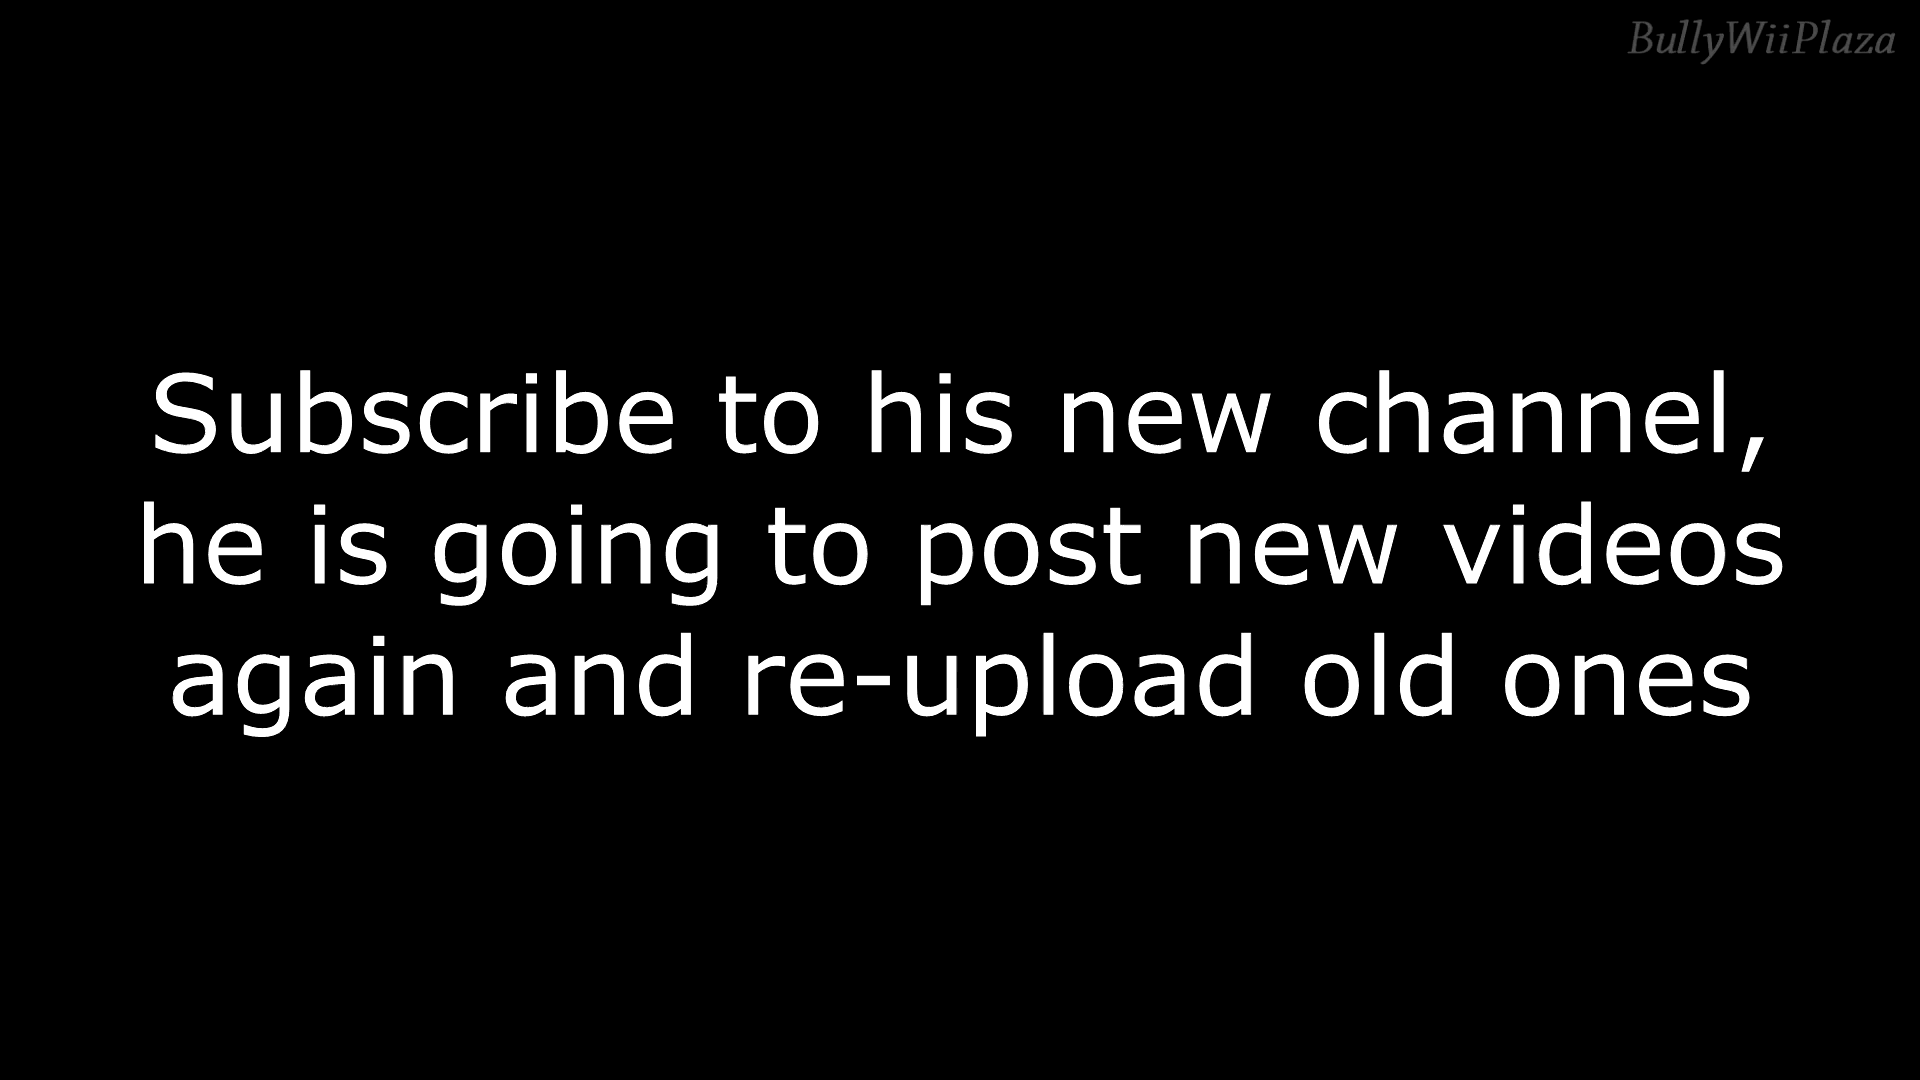 BullyWiiPlaza
Subscribe to his new channel,
he is going to post new videos
again and re-upload old ones